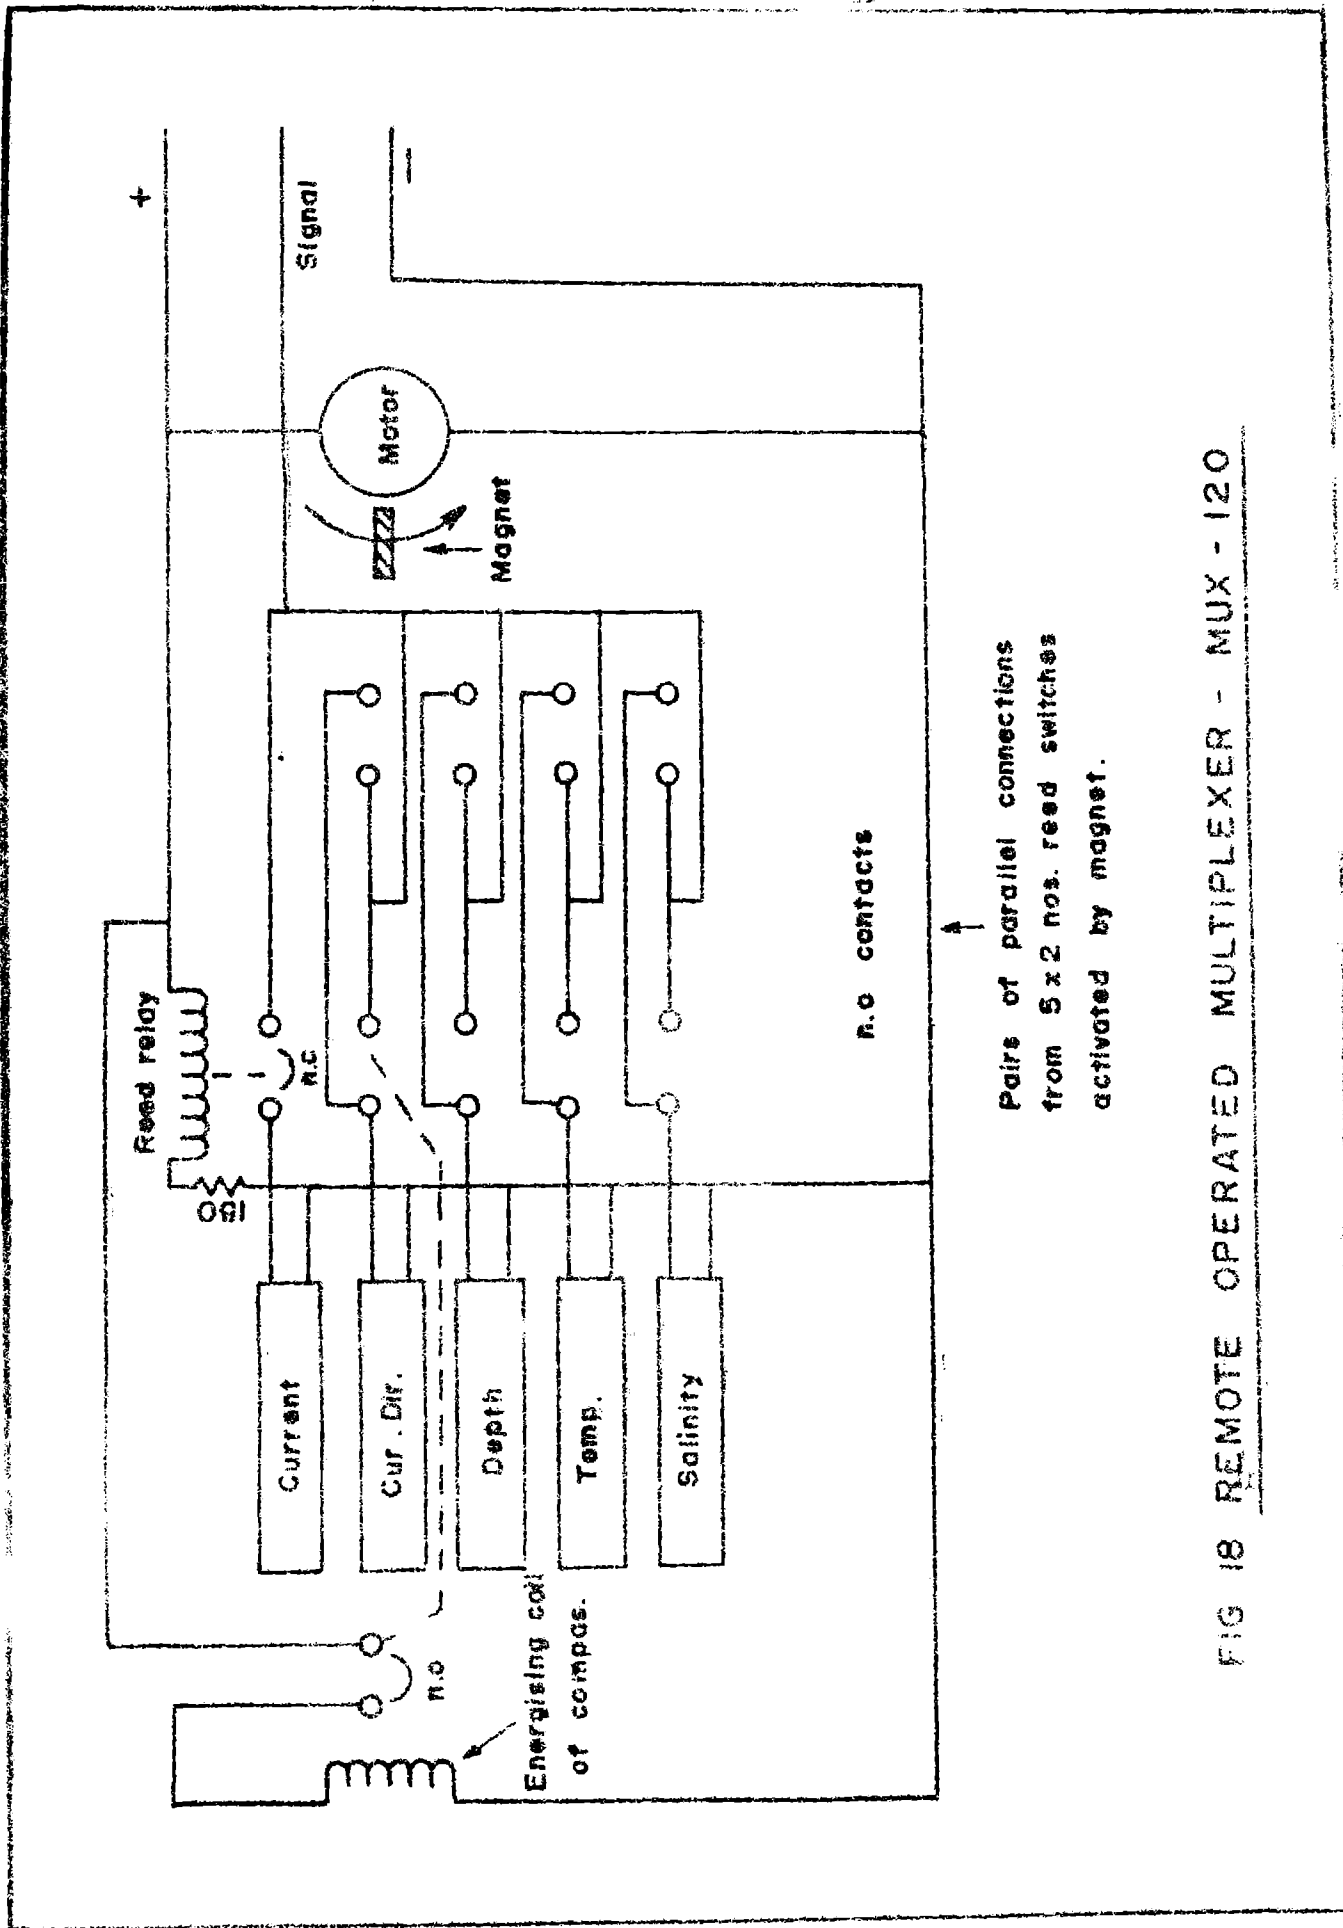 +
Signal
—
Motor
Magnet
Reed relay
n.c
150
Current
Cur. Dir.
Depth
Temp.
Salinity
n.o
Energising coil
of compas.
n.o contacts
Pairs of parallel connections
from 5 x 2 nos. reed switches
activated by magnet.
FIG 18 REMOTE OPERATED MULTIPLEXER - MUX - 120